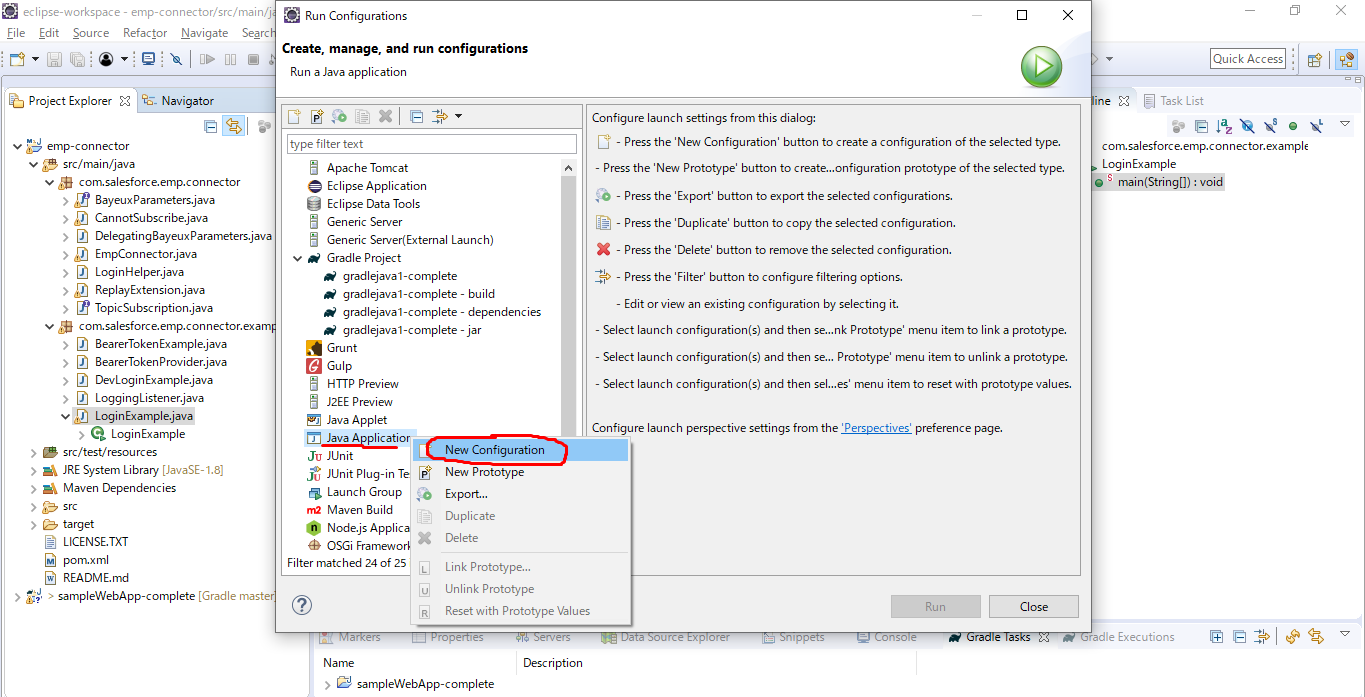 eclipse-workspace - emp-connector/src/main/ja
File Edit Source Refactor Navigate Search
Quick Access
Project Explorer
Navigator
emp-connector
src/main/java
com.salesforce.emp.connector
BayeuxParameters.java
CannotSubscribe.java
DelegatingBayeuxParameters.java
EmpConnector.java
LoginHelper.java
ReplayExtension.java
TopicSubscription.java
com.salesforce.emp.connector.examp
BearerTokenExample.java
BearerTokenProvider.java
DevLoginExample.java
LoggingListener.java
LoginExample.java
LoginExample
src/test/resources
JRE System Library [JavaSE-1.8]
Maven Dependencies
src
target
LICENSE.TXT
pom.xml
README.md
> sampleWebApp-complete [Gradle master]
Run Configurations
Create, manage, and run configurations
Run a Java application
type filter text
Apache Tomcat
Eclipse Application
Eclipse Data Tools
Generic Server
Generic Server(External Launch)
Gradle Project
gradlejava1-complete
gradlejava1-complete - build
gradlejava1-complete - dependencies
gradlejava1-complete - jar
Grunt
Gulp
HTTP Preview
J2EE Preview
Java Applet
Java Application
JUnit
JUnit Plug-in Te
Launch Group
Maven Build
Node.js Applica
OSGi Framework
Filter matched 24 of 25
New Configuration
New Prototype
Export...
Duplicate
Delete
Link Prototype...
Unlink Prototype
Reset with Prototype Values
Configure launch settings from this dialog:
- Press the 'New Configuration' button to create a configuration of the selected type.
- Press the 'New Prototype' button to create...onfiguration prototype of the selected type.
- Press the 'Export' button to export the selected configurations.
- Press the 'Duplicate' button to copy the selected configuration.
- Press the 'Delete' button to remove the selected configuration.
- Press the 'Filter' button to configure filtering options.
- Edit or view an existing configuration by selecting it.
- Select launch configuration(s) and then se...nk Prototype' menu item to link a prototype.
- Select launch configuration(s) and then se... Prototype' menu item to unlink a prototype.
- Select launch configuration(s) and then sel...es' menu item to reset with prototype values.
Configure launch perspective settings from the 'Perspectives' preference page.
Run
Close
line
Task List
com.salesforce.emp.connector.example
LoginExample
main(String[]) : void
Markers
Properties
Servers
Data Source Explorer
Snippets
Console
Gradle Tasks
Gradle Executions
Name
Description
sampleWebApp-complete